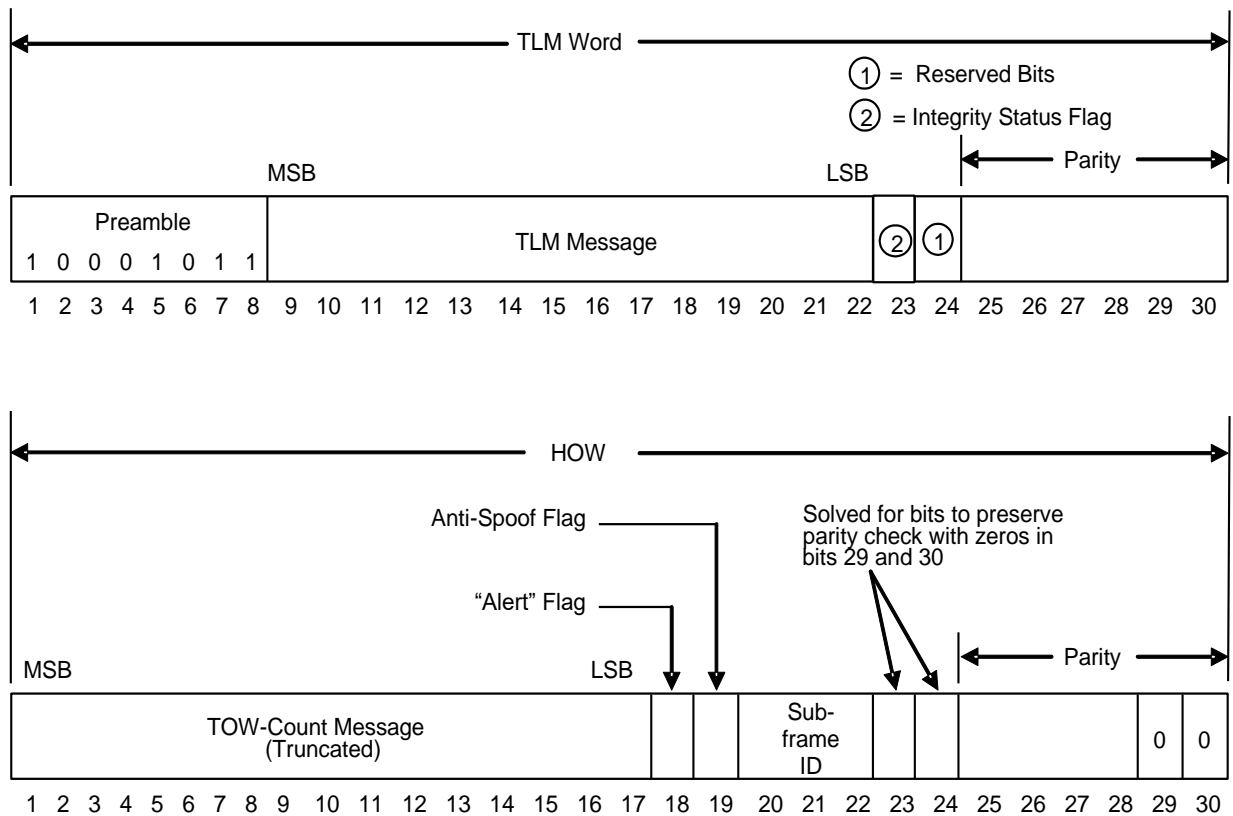 TLM Word
① = Reserved Bits
② = Integrity Status Flag
Parity
MSB
LSB
Preamble
1 0 0 0 1 0 1 1
TLM Message
② ①
1 2 3 4 5 6 7 8 9 10 11 12 13 14 15 16 17 18 19 20 21 22 23 24 25 26 27 28 29 30
HOW
Anti-Spoof Flag
Solved for bits to preserve
parity check with zeros in
bits 29 and 30
“Alert” Flag
Parity
MSB
LSB
TOW-Count Message
(Truncated)
Sub-
frame
ID
0 0
1 2 3 4 5 6 7 8 9 10 11 12 13 14 15 16 17 18 19 20 21 22 23 24 25 26 27 28 29 30